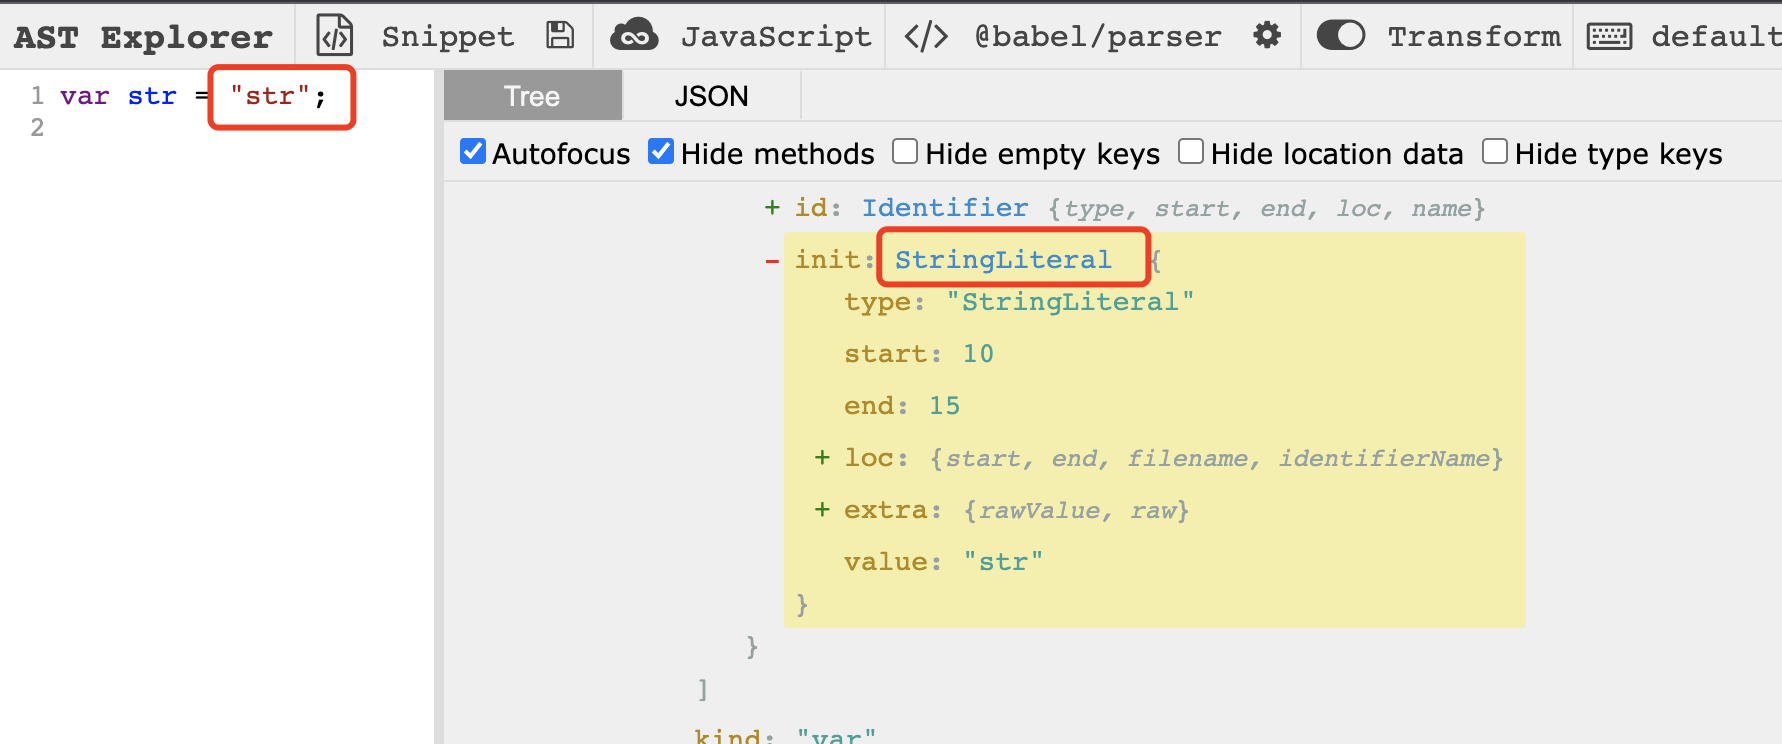 AST Explorer Snippet JavaScript </> @babel/parser Transform default
1 var str = "str";
2
Tree JSON
Autofocus Hide methods Hide empty keys Hide location data Hide type keys
+ id: Identifier {type, start, end, loc, name}
- init: StringLiteral {
type: "StringLiteral"
start: 10
end: 15
+ loc: {start, end, filename, identifierName}
+ extra: {rawValue, raw}
value: "str"
}
}
]
kind: "var"